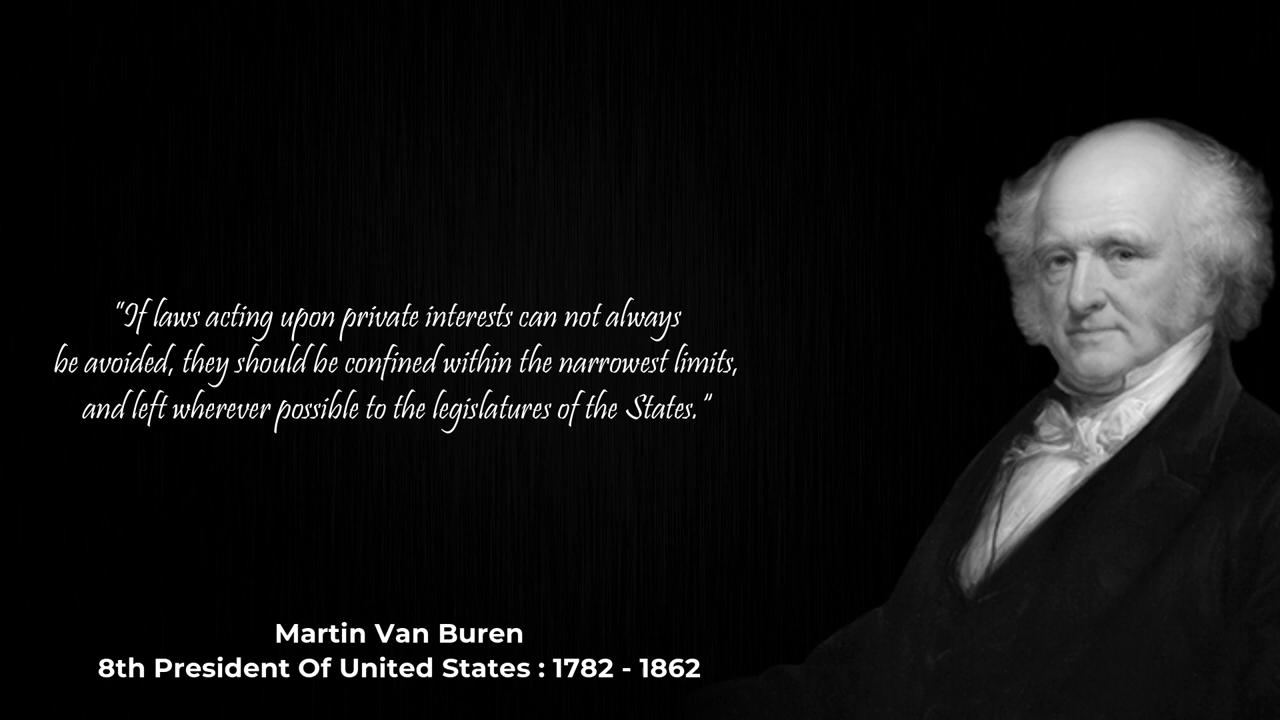 "If laws acting upon private interests can not always
be avoided, they should be confined within the narrowest limits,
and left wherever possible to the legislatures of the States."
Martin Van Buren
8th President Of United States : 1782 - 1862